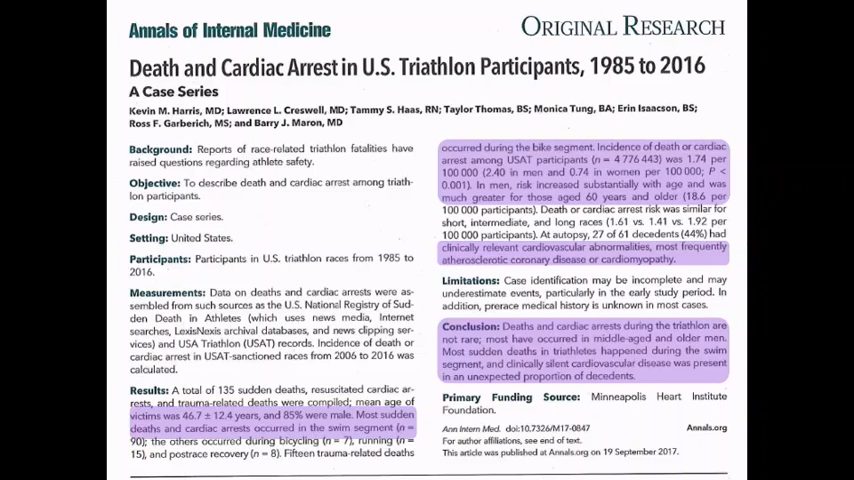 Annals of Internal Medicine
ORIGINAL RESEARCH
Death and Cardiac Arrest in U.S. Triathlon Participants, 1985 to 2016
A Case Series
Kevin M. Harris, MD; Lawrence L. Creswell, MD; Tammy S. Haas, RN; Taylor Thomas, BS; Monica Tung, BA; Erin Isaacson, BS;
Ross F. Garberich, MS; and Barry J. Maron, MD
Background: Reports of race-related triathlon fatalities have
raised questions regarding athlete safety.
Objective: To describe death and cardiac arrest among triath-
lon participants.
Design: Case series.
Setting: United States.
Participants: Participants in U.S. triathlon races from 1985 to
2016.
Measurements: Data on deaths and cardiac arrests were as-
sembled from such sources as the U.S. National Registry of Sud-
den Death in Athletes (which uses news media, Internet
searches, LexisNexis archival databases, and news clipping ser-
vices) and USA Triathlon (USAT) records. Incidence of death or
cardiac arrest in USAT-sanctioned races from 2006 to 2016 was
calculated.
Results: A total of 135 sudden deaths, resuscitated cardiac ar-
rests, and trauma-related deaths were compiled; mean age of
victims was 46.7 ± 12.4 years, and 85% were male. Most sudden
deaths and cardiac arrests occurred in the swim segment (n =
90); the others occurred during bicycling (n = 7), running (n =
15), and postrace recovery (n = 8). Fifteen trauma-related deaths
occurred during the bike segment. Incidence of death or cardiac
arrest among USAT participants (n = 4 776 443) was 1.74 per
100 000 (2.40 in men and 0.74 in women per 100 000; P <
0.001). In men, risk increased substantially with age and was
much greater for those aged 60 years and older (18.6 per
100 000 participants). Death or cardiac arrest risk was similar for
short, intermediate, and long races (1.61 vs. 1.41 vs. 1.92 per
100 000 participants). At autopsy, 27 of 61 decedents (44%) had
clinically relevant cardiovascular abnormalities, most frequently
atherosclerotic coronary disease or cardiomyopathy.
Limitations: Case identification may be incomplete and may
underestimate events, particularly in the early study period. In
addition, prerace medical history is unknown in most cases.
Conclusion: Deaths and cardiac arrests during the triathlon are
not rare; most have occurred in middle-aged and older men.
Most sudden deaths in triathletes happened during the swim
segment, and clinically silent cardiovascular disease was present
in an unexpected proportion of decedents.
Primary Funding Source: Minneapolis Heart Institute
Foundation.
Ann Intern Med. doi:10.7326/M17-0847
Annals.org
For author affiliations, see end of text.
This article was published at Annals.org on 19 September 2017.